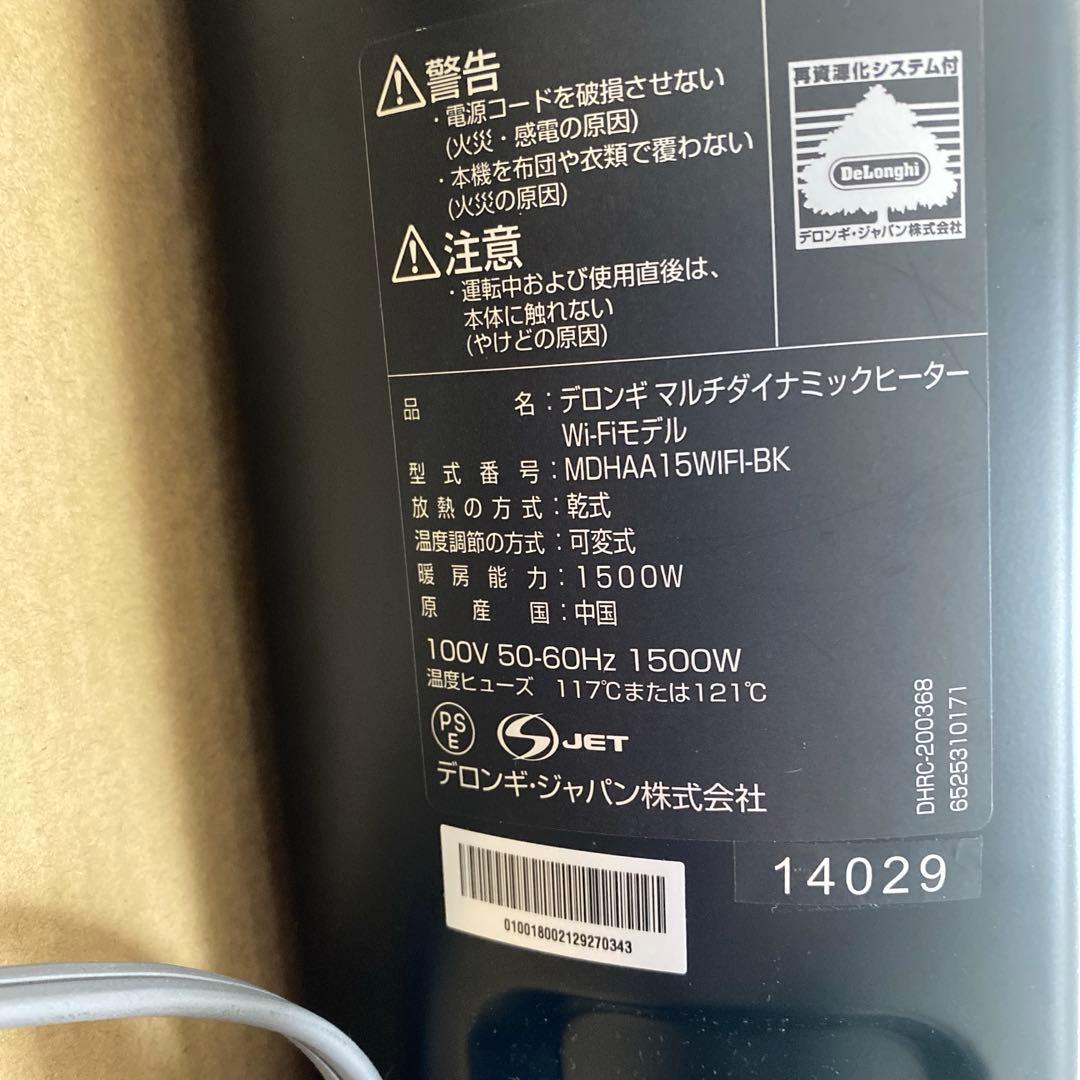 警告
・電源コードを破損させない
(火災・感電の原因)
・本機を布団や衣類で覆わない
(火災の原因)
注意
・運転中および使用直後は、
本体に触れない
(やけどの原因)
再資源化システム付
DeLonghi
デロンギ・ジャパン株式会社
品名：デロンギ マルチダイナミックヒーター
Wi-Fiモデル
型式番号：MDHAA15WIFI-BK
放熱の方式：乾式
温度調節の方式：可変式
暖房能力：1500W
原産国：中国
100V 50-60Hz 1500W
温度ヒューズ 117℃または121℃
PS
E
JET
デロンギ・ジャパン株式会社
DHRC-200368
6525310171
14029
010018002129270343